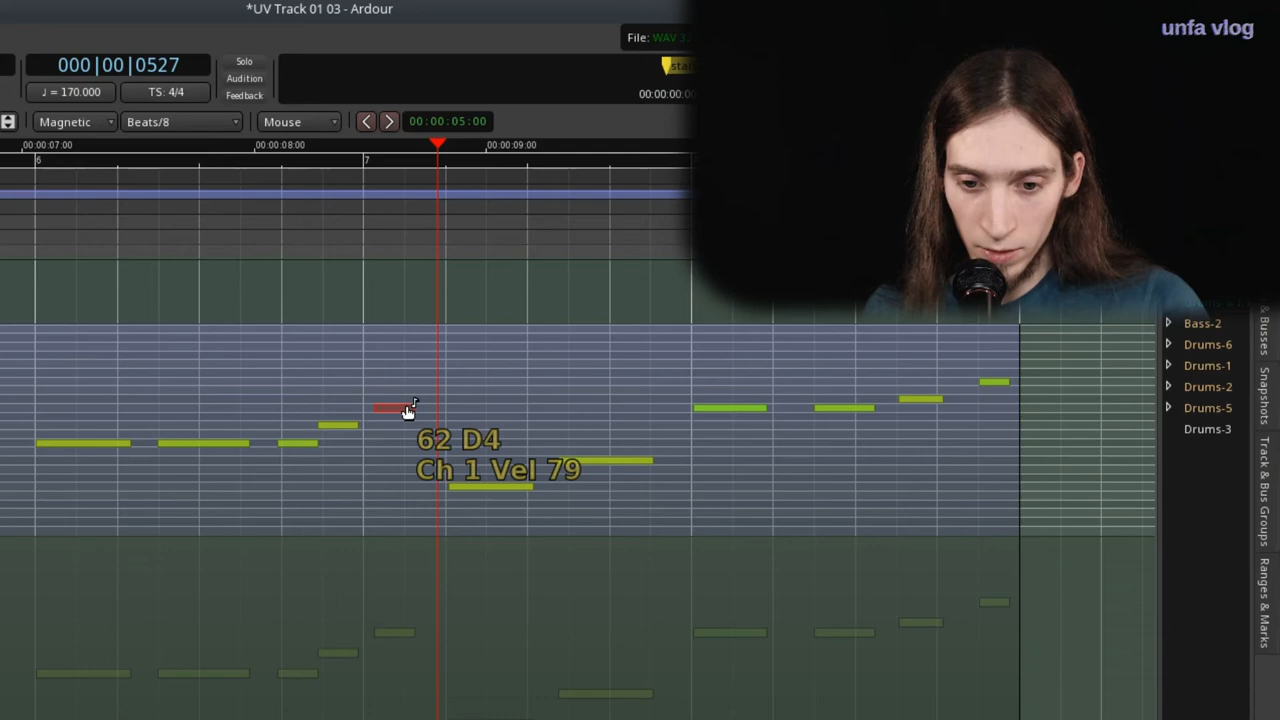 *UV Track 01 03 - Ardour
unfa vlog
File: WAV 3
000|00|0527
Solo
Audition
Feedback
♩ = 170.000
TS: 4/4
star
00:00:00:00
Magnetic
Beats/8
Mouse
00:00:05:00
00:00:07:00
00:00:08:00
00:00:09:00
6
7
62 D4
Ch 1 Vel 79
Bass-2
Drums-6
Drums-1
Drums-2
Drums-5
Drums-3
& Busses
Snapshots
Track & Bus Groups
Ranges & Marks